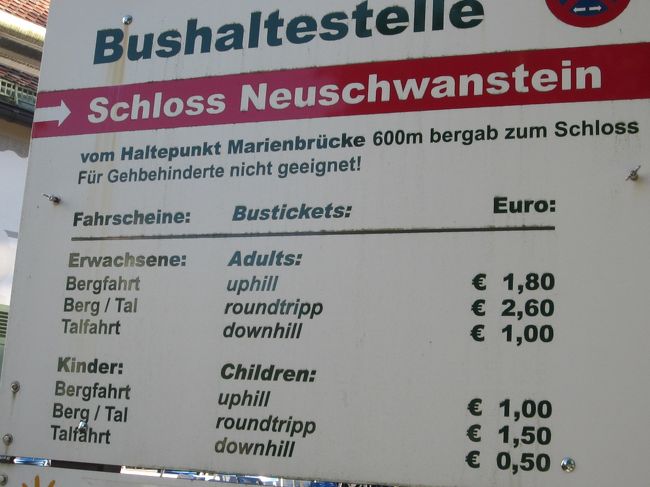 Bushaltestelle
Schloss Neuschwanstein
vom Haltepunkt Marienbrücke 600m bergab zum Schloss
Für Gehbehinderte nicht geeignet!
Fahrscheine: Bustickets: Euro:
Erwachsene: Adults:
Bergfahrt uphill € 1,80
Berg / Tal roundtripp € 2,60
Talfahrt downhill € 1,00
Kinder: Children:
Bergfahrt uphill € 1,00
Berg / Tal roundtripp € 1,50
Talfahrt downhill € 0,50